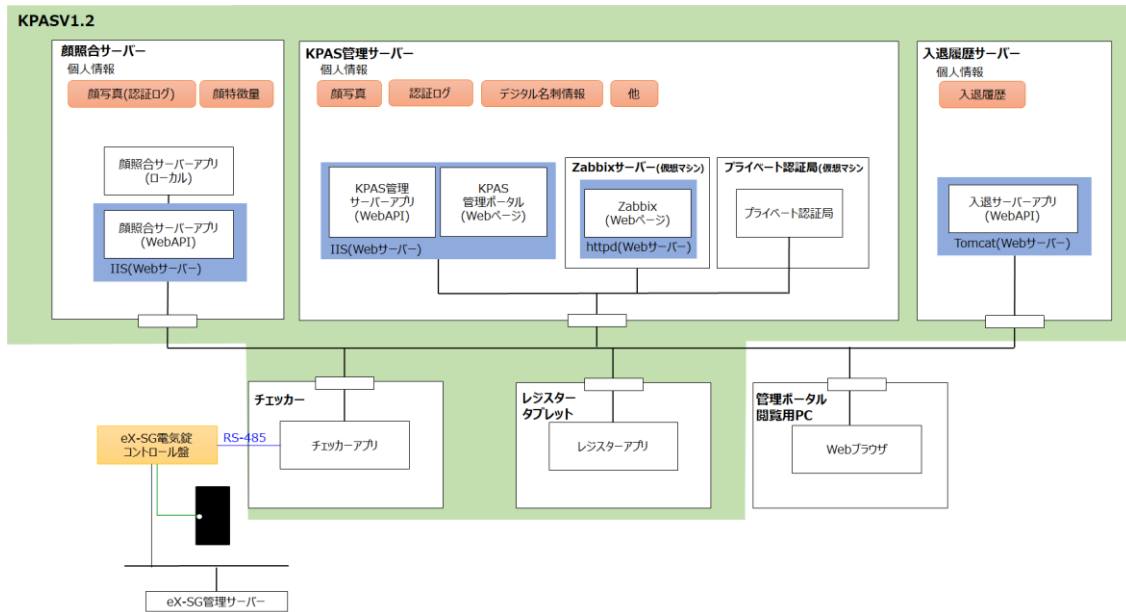 KPASV1.2
顔照合サーバー
個人情報
顔写真(認証ログ)
顔特徴量
顔照合サーバーアプリ
(ローカル)
顔照合サーバーアプリ
(WebAPI)
IIS(Webサーバー)
KPAS管理サーバー
個人情報
顔写真
認証ログ
デジタル名刺情報
他
KPAS管理
サーバーアプリ
(WebAPI)
KPAS
管理ポータル
(Webページ)
IIS(Webサーバー)
Zabbixサーバー(仮想マシン)
Zabbix
(Webページ)
httpd(Webサーバー)
プライベート認証局(仮想マシン
プライベート認証局
入退履歴サーバー
個人情報
入退履歴
入退サーバーアプリ
(WebAPI)
Tomcat(Webサーバー)
チェッカー
チェッカーアプリ
レジスター
タブレット
レジスターアプリ
管理ポータル
閲覧用PC
Webブラウザ
eX-SG電気錠
コントロール盤
RS-485
eX-SG管理サーバー